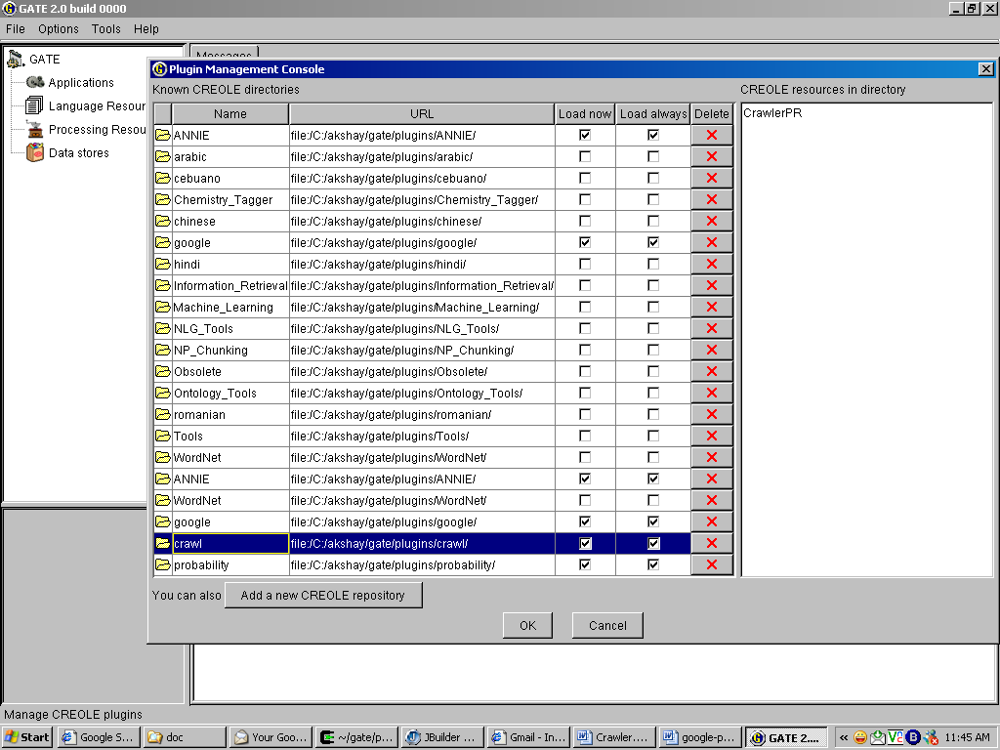 GATE 2.0 build 0000
File Options Tools Help
GATE
Applications
Language Resour
Processing Resou
Data stores
Messages
Plugin Management Console
Known CREOLE directories
CREOLE resources in directory
Name URL Load now Load always Delete
CrawlerPR
ANNIE file:/C:/akshay/gate/plugins/ANNIE/
arabic file:/C:/akshay/gate/plugins/arabic/
cebuano file:/C:/akshay/gate/plugins/cebuano/
Chemistry_Tagger file:/C:/akshay/gate/plugins/Chemistry_Tagger/
chinese file:/C:/akshay/gate/plugins/chinese/
google file:/C:/akshay/gate/plugins/google/
hindi file:/C:/akshay/gate/plugins/hindi/
Information_Retrieval file:/C:/akshay/gate/plugins/Information_Retrieval/
Machine_Learning file:/C:/akshay/gate/plugins/Machine_Learning/
NLG_Tools file:/C:/akshay/gate/plugins/NLG_Tools/
NP_Chunking file:/C:/akshay/gate/plugins/NP_Chunking/
Obsolete file:/C:/akshay/gate/plugins/Obsolete/
Ontology_Tools file:/C:/akshay/gate/plugins/Ontology_Tools/
romanian file:/C:/akshay/gate/plugins/romanian/
Tools file:/C:/akshay/gate/plugins/Tools/
WordNet file:/C:/akshay/gate/plugins/WordNet/
ANNIE file:/C:/akshay/gate/plugins/ANNIE/
WordNet file:/C:/akshay/gate/plugins/WordNet/
google file:/C:/akshay/gate/plugins/google/
crawl file:/C:/akshay/gate/plugins/crawl/
probability file:/C:/akshay/gate/plugins/probability/
You can also Add a new CREOLE repository
OK Cancel
Manage CREOLE plugins
Start Google S... doc Your Goo... ~/gate/p... JBuilder ... Gmail - In... Crawler.... google-p... GATE 2.... « 11:45 AM